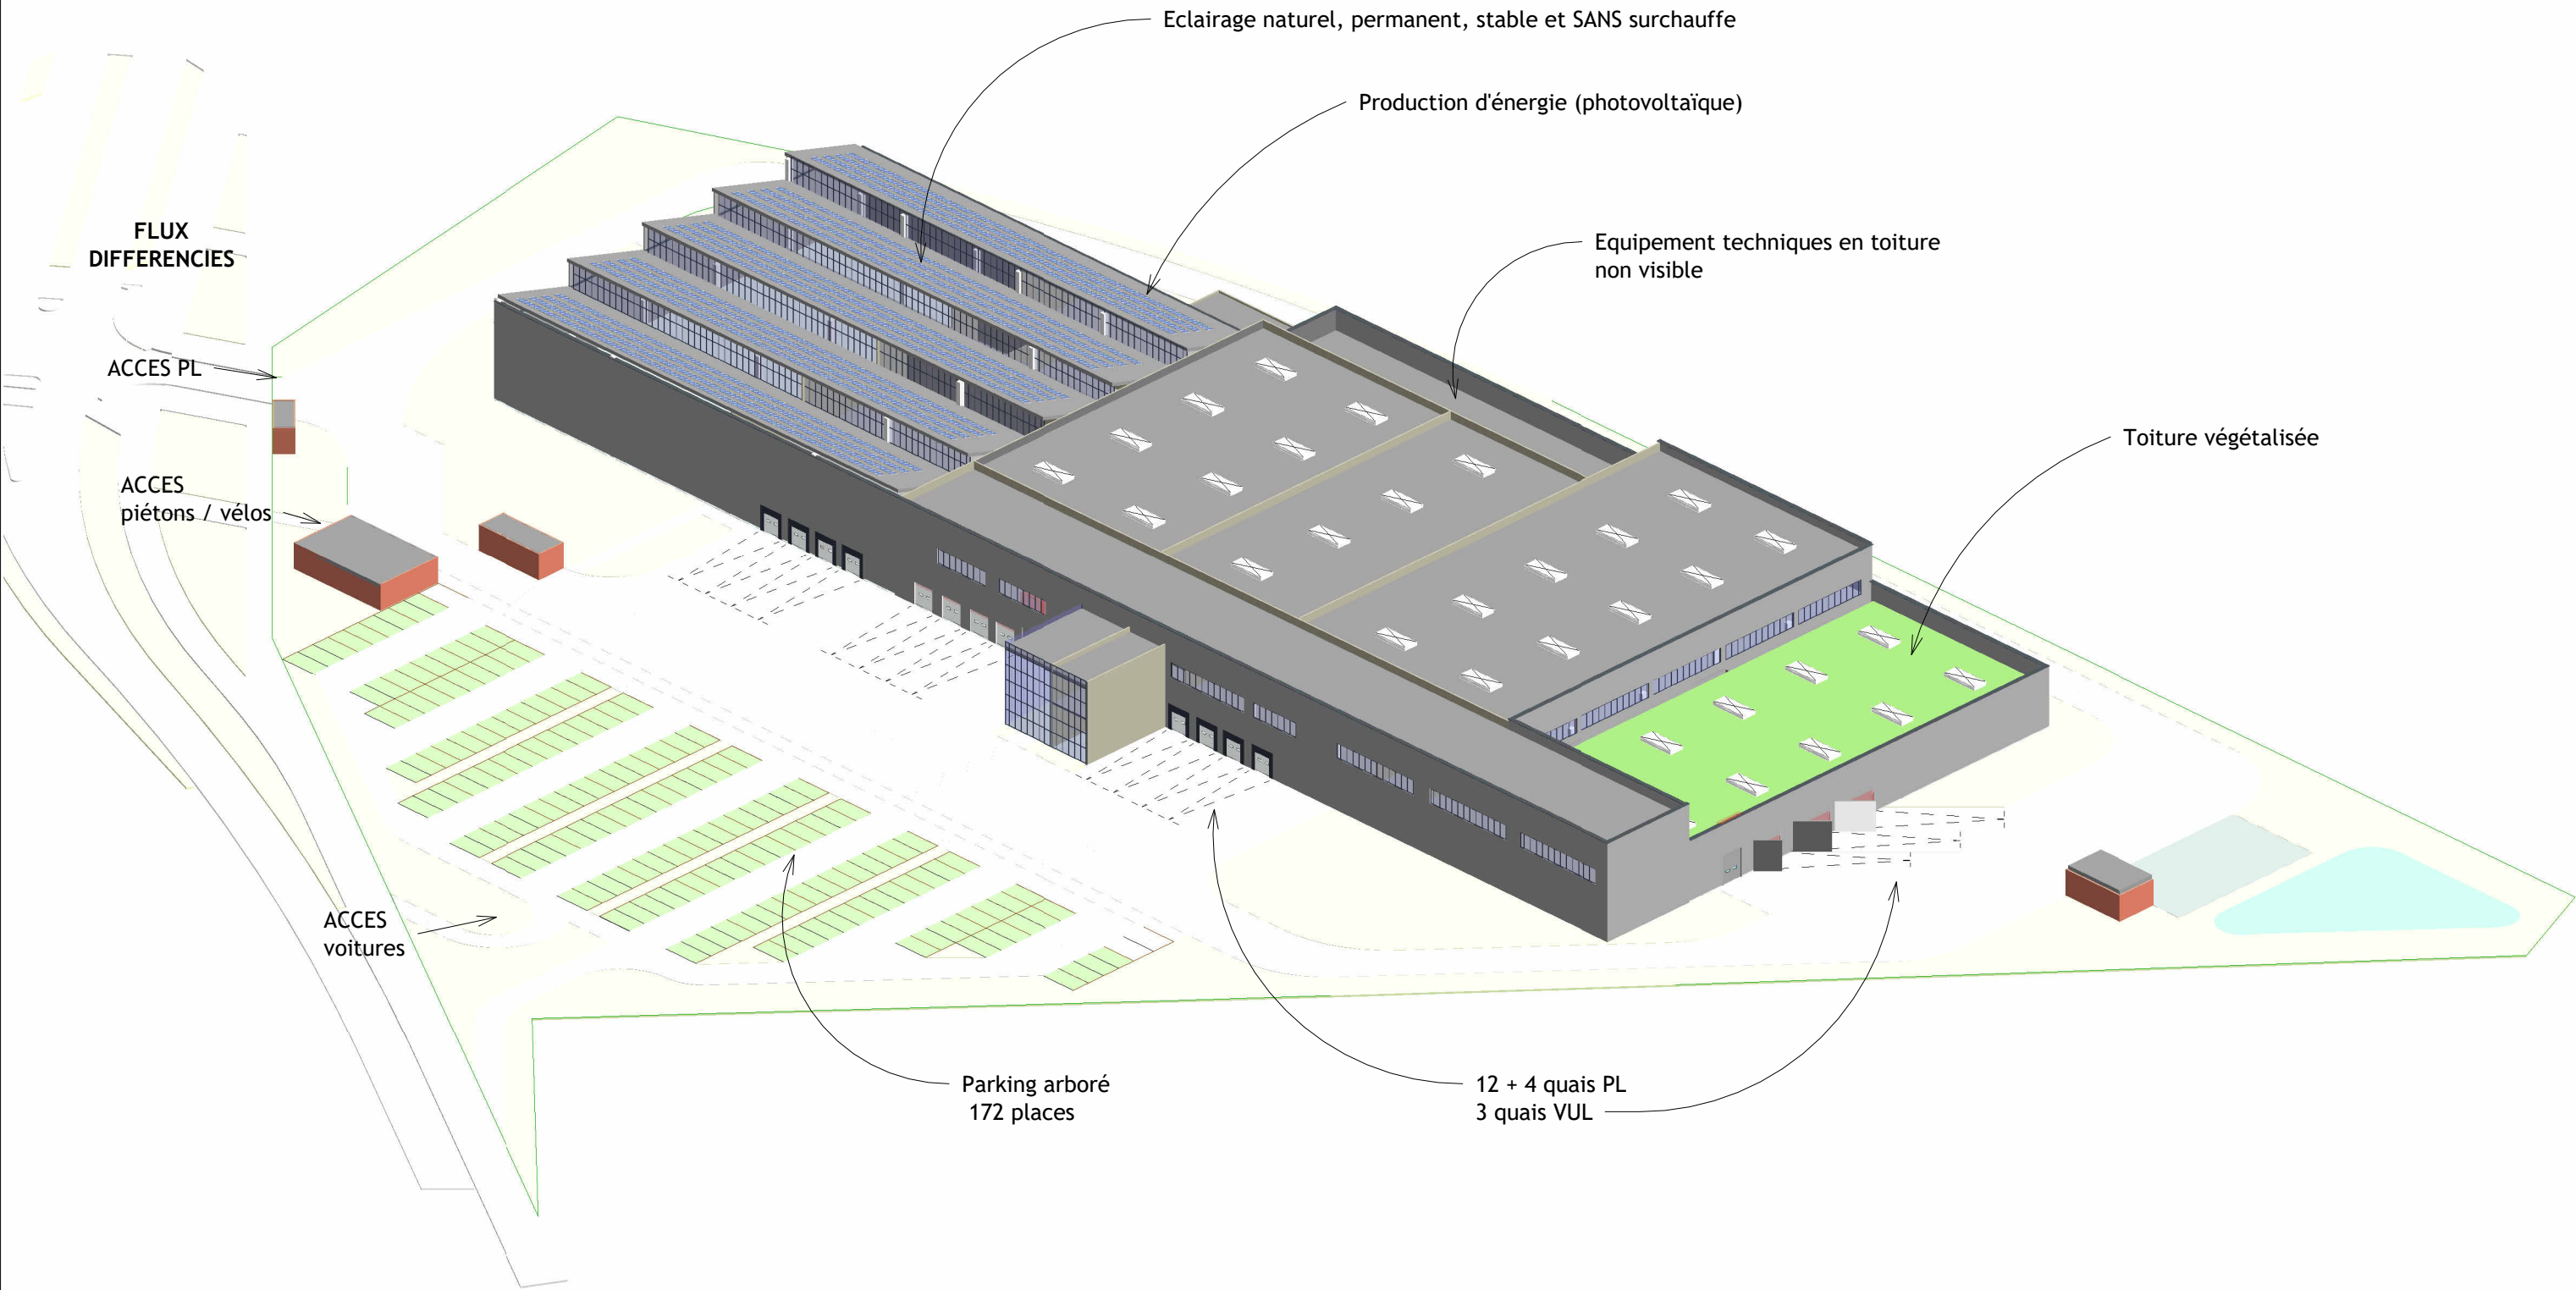 Eclairage naturel, permanent, stable et SANS surchauffe
Production d'énergie (photovoltaïque)
FLUX
DIFFERENCIES
Equipement techniques en toiture
non visible
ACCES PL
Toiture végétalisée
ACCES
piétons / vélos
ACCES
voitures
Parking arboré
172 places
12 + 4 quais PL
3 quais VUL